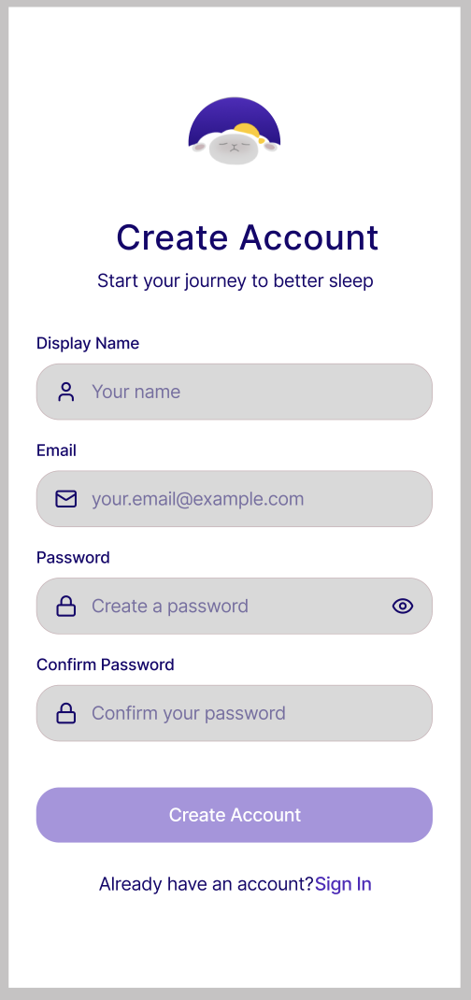 Create Account
Start your journey to better sleep
Display Name
Your name
Email
your.email@example.com
Password
Create a password
Confirm Password
Confirm your password
Create Account
Already have an account?Sign In